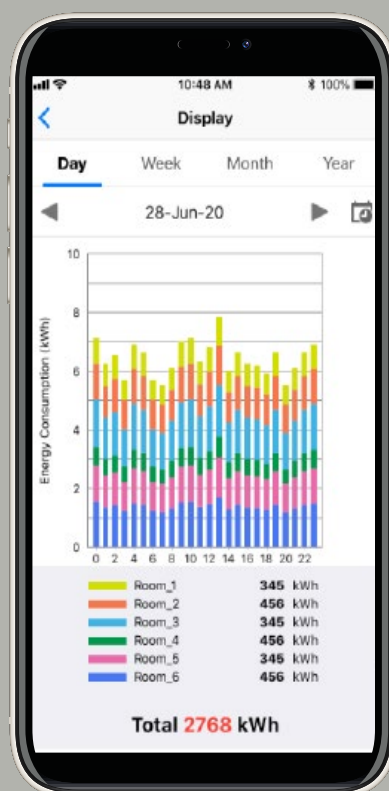 10:48 AM 100%
Display
Day Week Month Year
28-Jun-20
Energy Consumption (kWh)
10
8
6
4
2
0
0 2 4 6 8 10 12 14 16 18 20 22
Room_1 345 kWh
Room_2 456 kWh
Room_3 345 kWh
Room_4 456 kWh
Room_5 345 kWh
Room_6 456 kWh
Total 2768 kWh